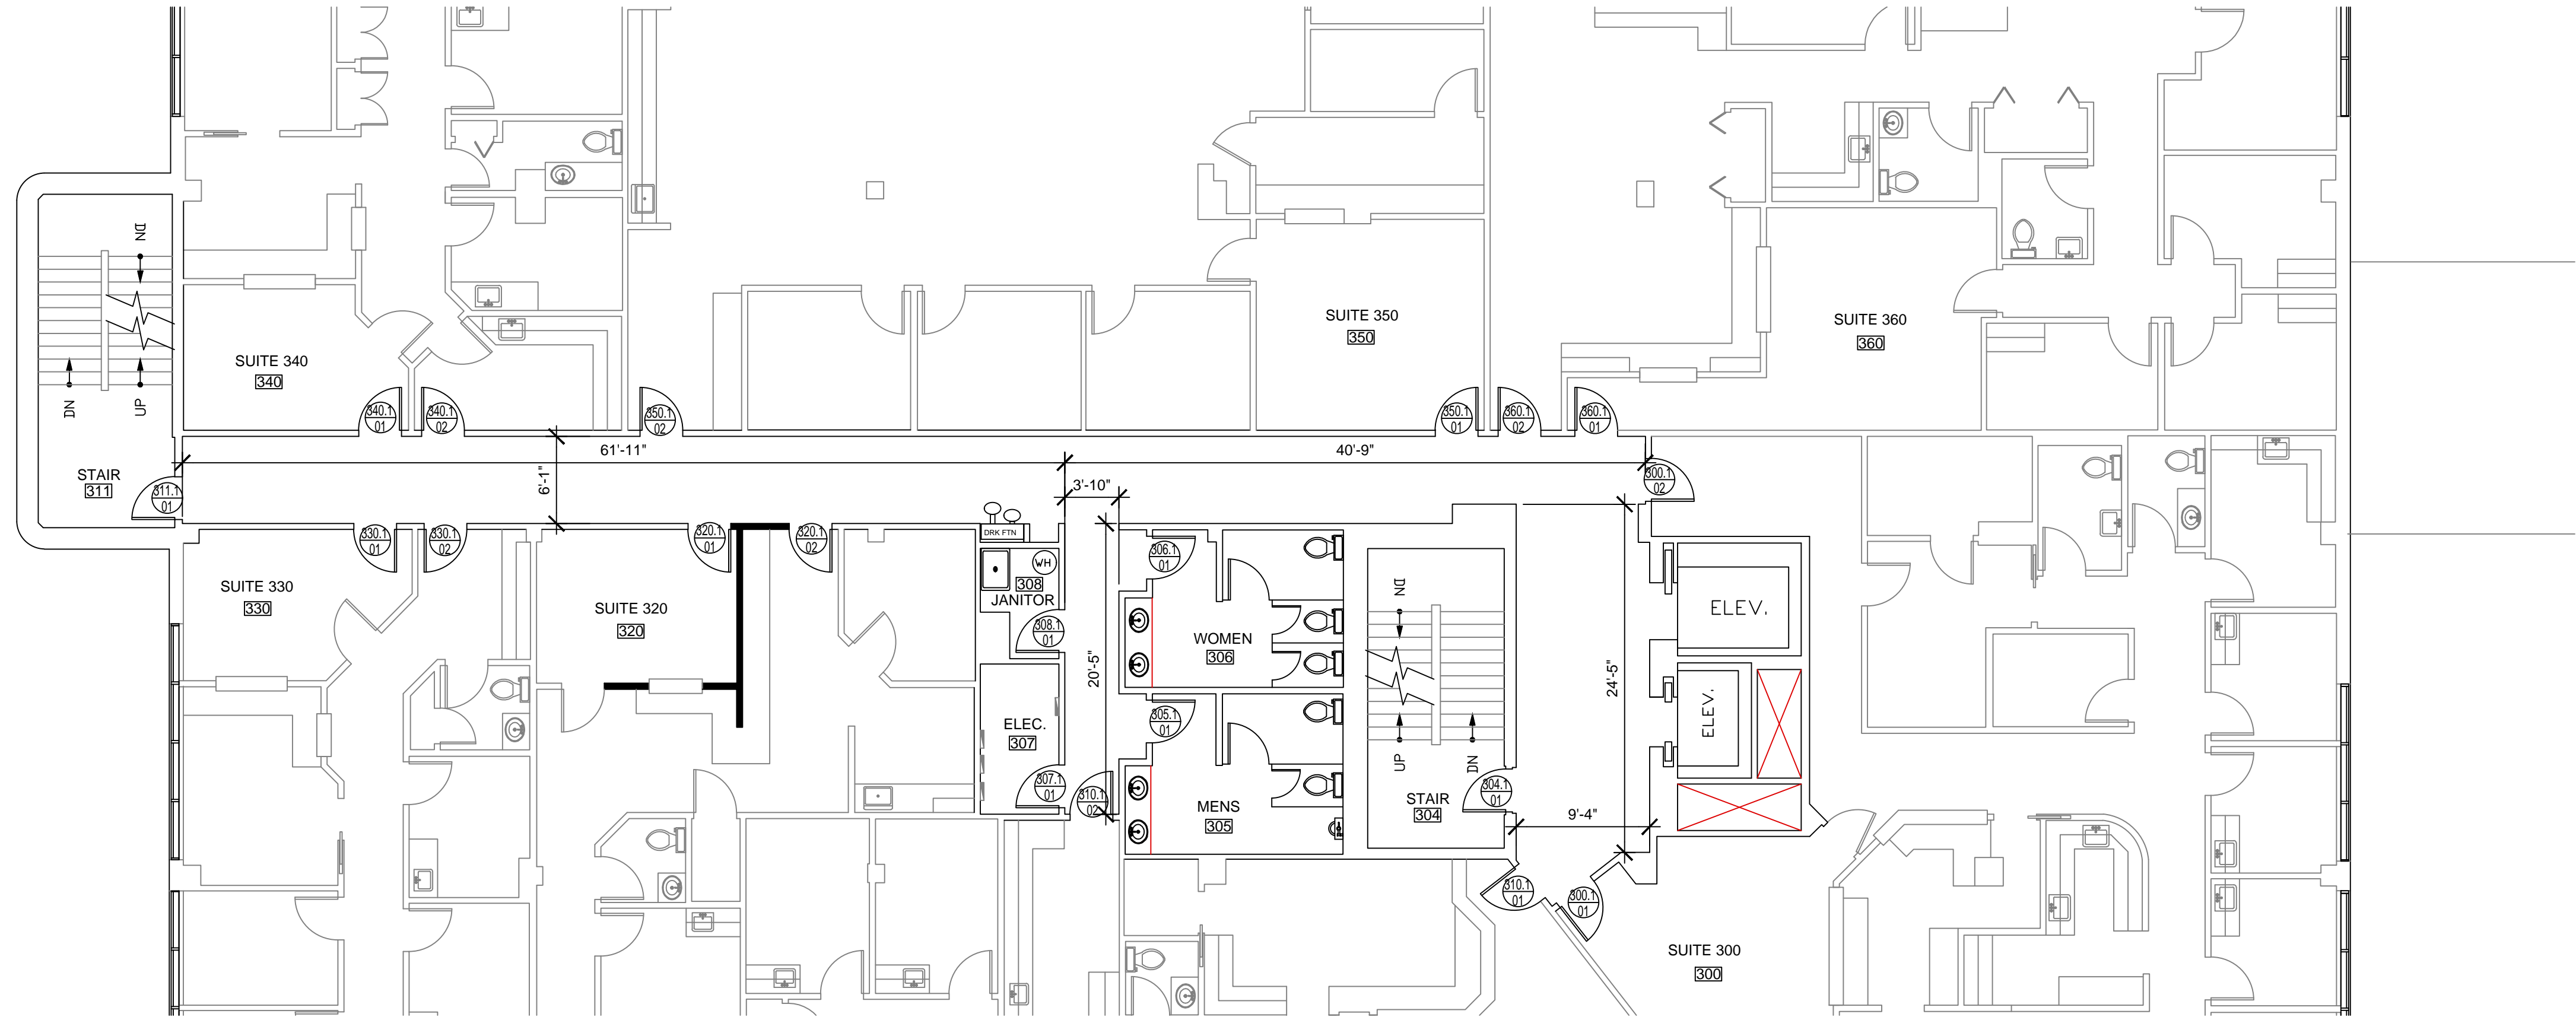 DN
DN
UP
STAIR
311
311.1
01
SUITE 340
340
340.1
01
340.1
02
350.1
02
SUITE 350
350
350.1
01
360.1
02
360.1
01
SUITE 360
360
61'-11"
40'-9"
6'-1"
3'-10"
300.1
02
330.1
01
330.1
02
SUITE 330
330
320.1
01
320.1
02
SUITE 320
320
DRK FTN
WH
308
JANITOR
308.1
01
ELEC.
307
307.1
01
310.1
02
20'-5"
306.1
01
WOMEN
306
305.1
01
MENS
305
DN
UP
DN
STAIR
304
304.1
01
24'-5"
9'-4"
ELEV.
ELEV.
310.1
01
300.1
01
SUITE 300
300